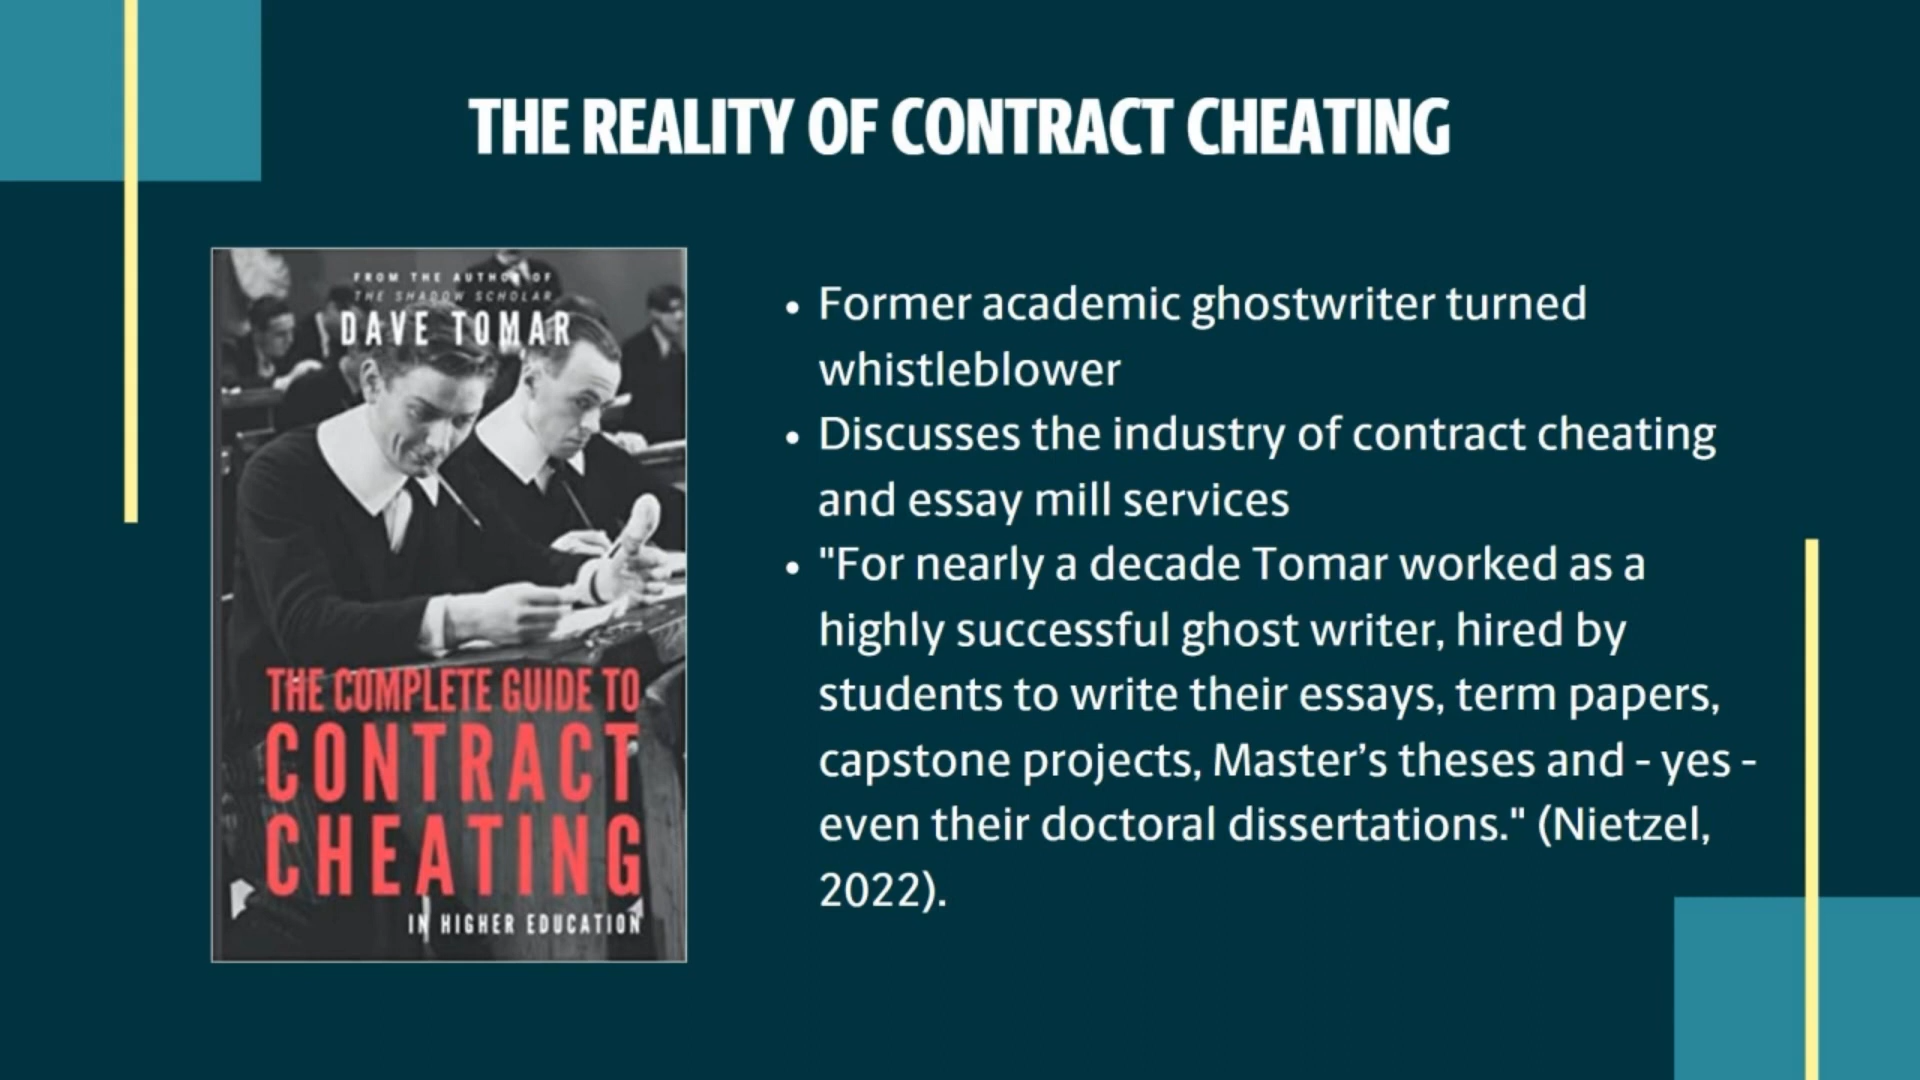 THE REALITY OF CONTRACT CHEATING
FROM THE AUTHOR OF
THE SHADOW SCHOLAR
DAVE TOMAR
THE COMPLETE GUIDE TO
CONTRACT
CHEATING
IN HIGHER EDUCATION
• Former academic ghostwriter turned
whistleblower
• Discusses the industry of contract cheating
and essay mill services
• "For nearly a decade Tomar worked as a
highly successful ghost writer, hired by
students to write their essays, term papers,
capstone projects, Master’s theses and - yes -
even their doctoral dissertations." (Nietzel,
2022).